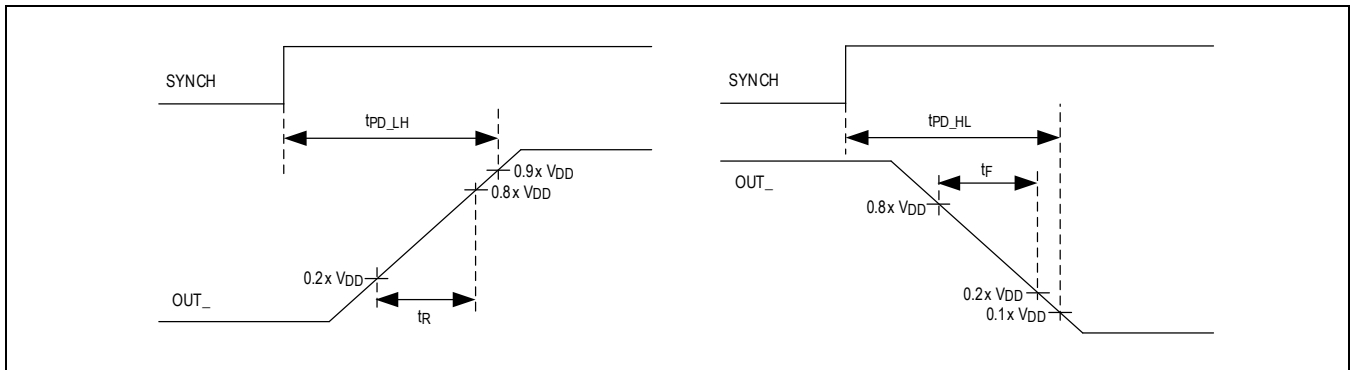 SYNCH
tPD_LH
0.9x VDD
0.8x VDD
0.2x VDD
OUT_
tR
SYNCH
tPD_HL
OUT_
tF
0.8x VDD
0.2x VDD
0.1x VDD